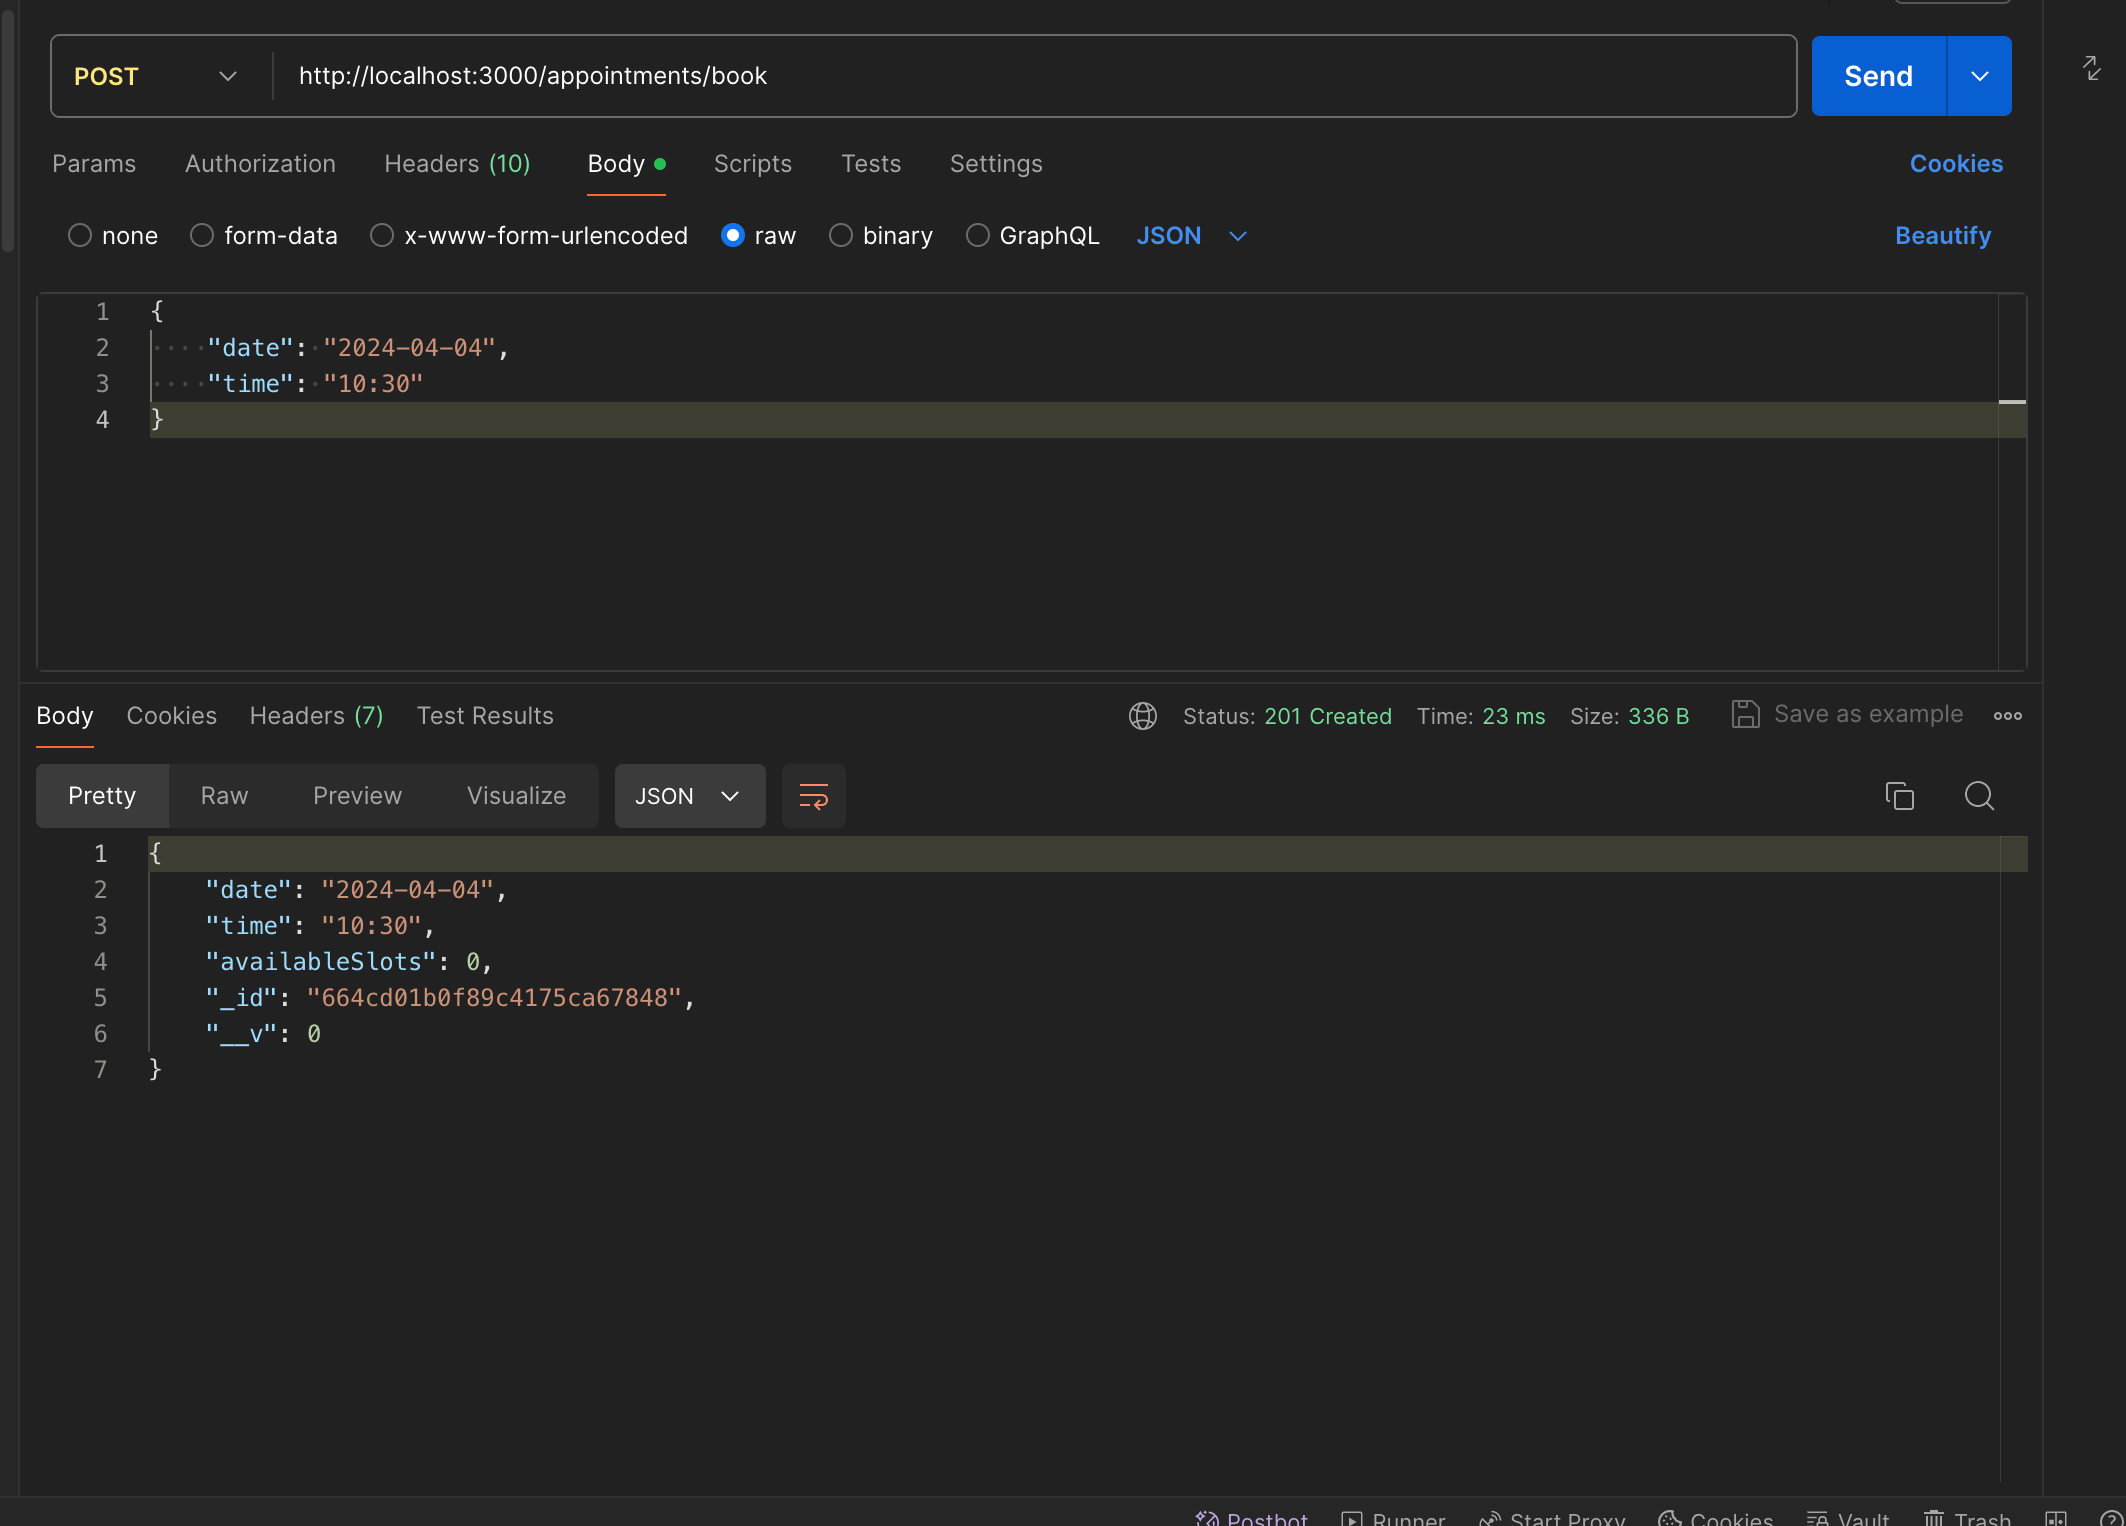 POST http://localhost:3000/appointments/book Send
Params Authorization Headers (10) Body Scripts Tests Settings Cookies
none form-data x-www-form-urlencoded raw binary GraphQL JSON Beautify
1 {
2 "date": "2024-04-04",
3 "time": "10:30"
4 }
Body Cookies Headers (7) Test Results Status: 201 Created Time: 23 ms Size: 336 B Save as example
Pretty Raw Preview Visualize JSON
1 {
2 "date": "2024-04-04",
3 "time": "10:30",
4 "availableSlots": 0,
5 "_id": "664cd01b0f89c4175ca67848",
6 "__v": 0
7 }
Postbot Runner Start Proxy Cookies Vault Trash